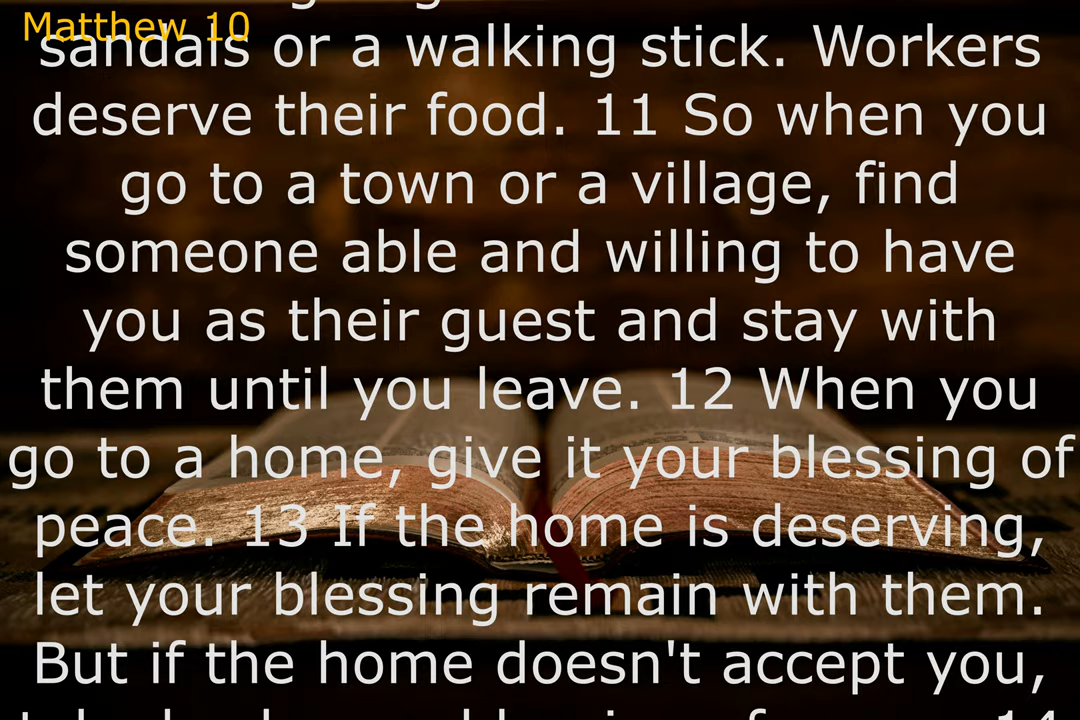 Matthew 10
sandals or a walking stick. Workers
deserve their food. 11 So when you
go to a town or a village, find
someone able and willing to have
you as their guest and stay with
them until you leave. 12 When you
go to a home, give it your blessing of
peace. 13 If the home is deserving,
let your blessing remain with them.
But if the home doesn't accept you,